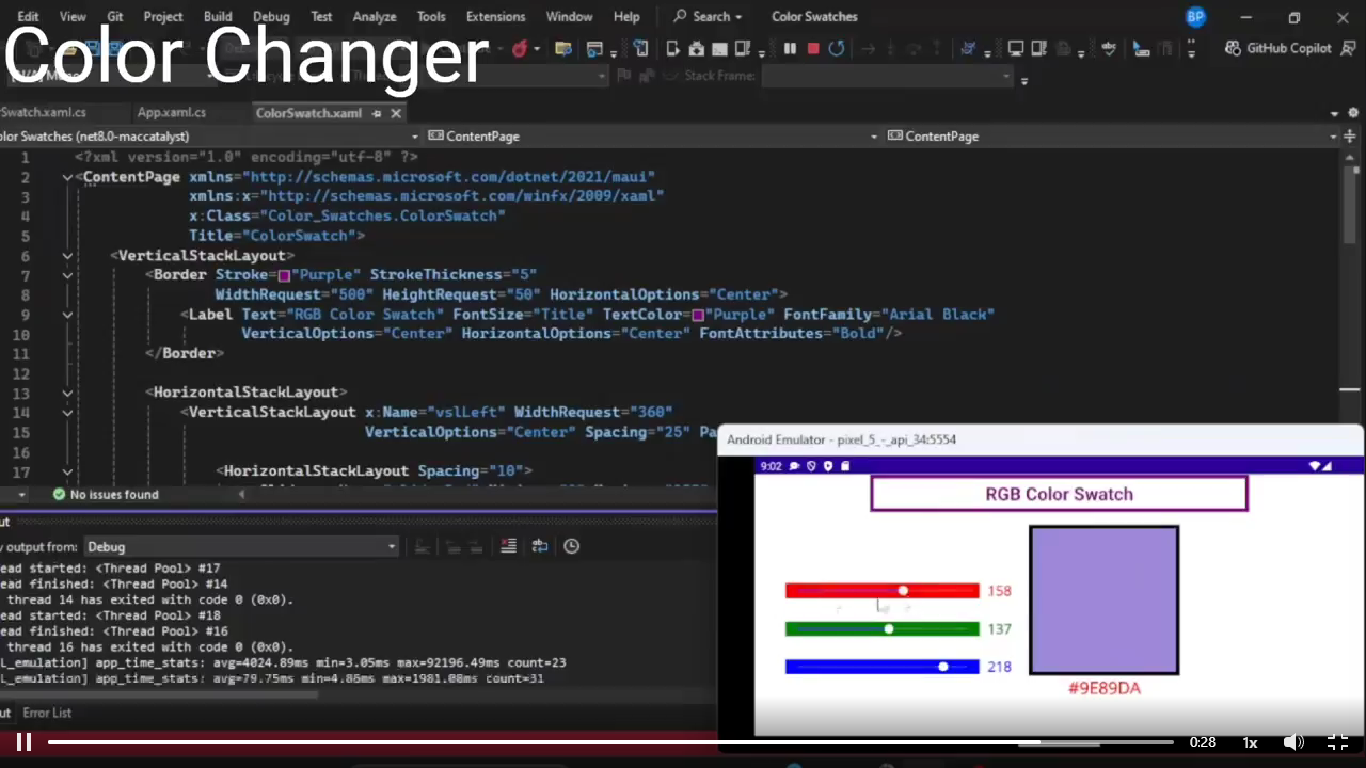 Edit View Git Project Build Debug Test Analyze Tools Extensions Window Help Search Color Swatches BP
Color Changer
GitHub Copilot
Stack Frame:
Swatch.xaml.cs App.xaml.cs ColorSwatch.xaml
olor Swatches (net8.0-maccatalyst) ContentPage ContentPage
1 <?xml version="1.0" encoding="utf-8" ?>
2 <ContentPage xmlns="http://schemas.microsoft.com/dotnet/2021/maui"
3 xmlns:x="http://schemas.microsoft.com/winfx/2009/xaml"
4 x:Class="Color_Swatches.ColorSwatch"
5 Title="ColorSwatch">
6 <VerticalStackLayout>
7 <Border Stroke="Purple" StrokeThickness="5"
8 WidthRequest="500" HeightRequest="50" HorizontalOptions="Center">
9 <Label Text="RGB Color Swatch" FontSize="Title" TextColor="Purple" FontFamily="Arial Black"
10 VerticalOptions="Center" HorizontalOptions="Center" FontAttributes="Bold"/>
11 </Border>
12
13 <HorizontalStackLayout>
14 <VerticalStackLayout x:Name="vslLeft" WidthRequest="360"
15 VerticalOptions="Center" Spacing="25" Pa
16
17 <HorizontalStackLayout Spacing="10">
No issues found
ut
y output from: Debug
ead started: <Thread Pool> #17
ead finished: <Thread Pool> #14
thread 14 has exited with code 0 (0x0).
ead started: <Thread Pool> #18
ead finished: <Thread Pool> #16
thread 16 has exited with code 0 (0x0).
L_emulation] app_time_stats: avg=4024.89ms min=3.05ms max=92196.49ms count=23
L_emulation] app_time_stats: avg=79.75ms min=4.86ms max=1981.08ms count=31
ut Error List
Android Emulator - pixel_5_-_api_34:5554
9:02
RGB Color Swatch
158
137
218
#9E89DA
0:28 1x